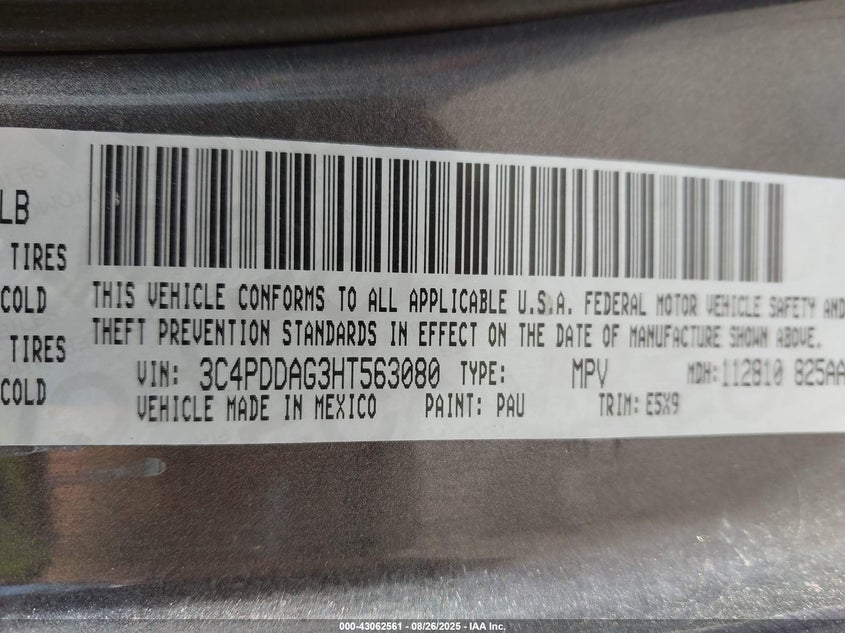 LB
TIRES
COLD
TIRES
COLD
THIS VEHICLE CONFORMS TO ALL APPLICABLE U.S.A. FEDERAL MOTOR VEHICLE SAFETY AND
THEFT PREVENTION STANDARDS IN EFFECT ON THE DATE OF MANUFACTURE SHOWN ABOVE.
VIN: 3C4PDDAG3HT563080 TYPE: MPV MDH: 112810 825AA
VEHICLE MADE IN MEXICO PAINT: PAU TRIM: E5X9
000-43062561 - 08/26/2025 - IAA Inc.